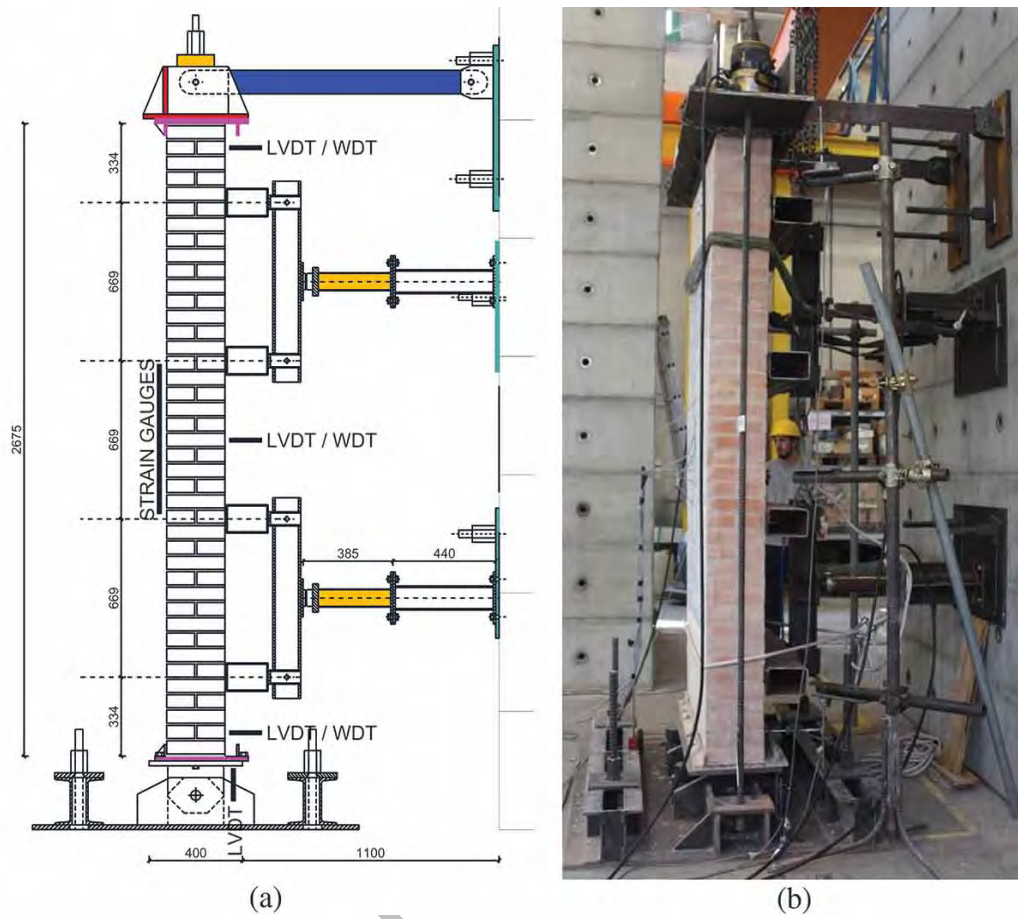 334
LVDT / WDT
669
2675
STRAIN GAUGES
669
LVDT / WDT
385
440
669
334
LVDT / WDT
LVDT
400
1100
(a)
(b)